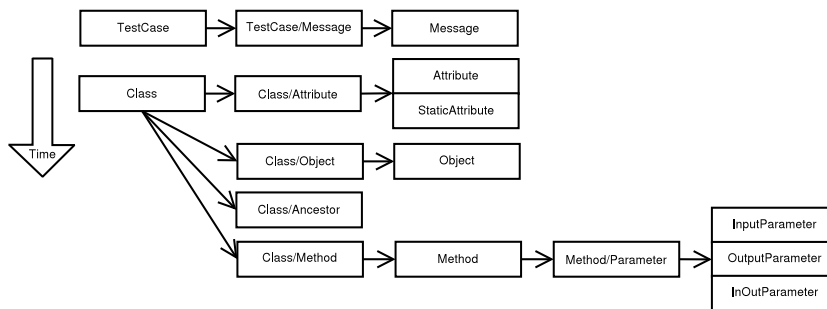 TestCase
TestCase/Message
Message
Class
Class/Attribute
Attribute
StaticAttribute
Time
Class/Object
Object
Class/Ancestor
Class/Method
Method
Method/Parameter
InputParameter
OutputParameter
InOutParameter